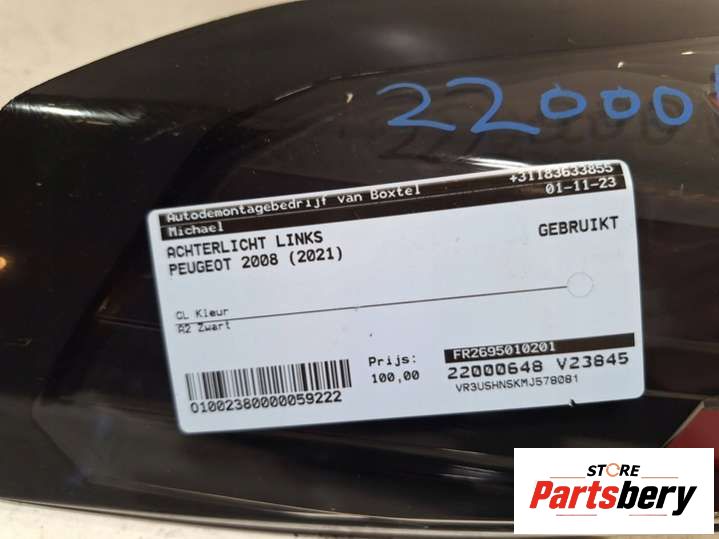 22000
Autodemontagebedrijf van Boxtel +31183633855
Michael 01-11-23
ACHTERLICHT LINKS GEBRUIKT
PEUGEOT 2008 (2021)
CL Kleur
A2 Zwart
Prijs: FR2695010201
100,00 22000648 V23845
VR3USHNSKMJ578081
01002380000059222
STORE
Partsbery